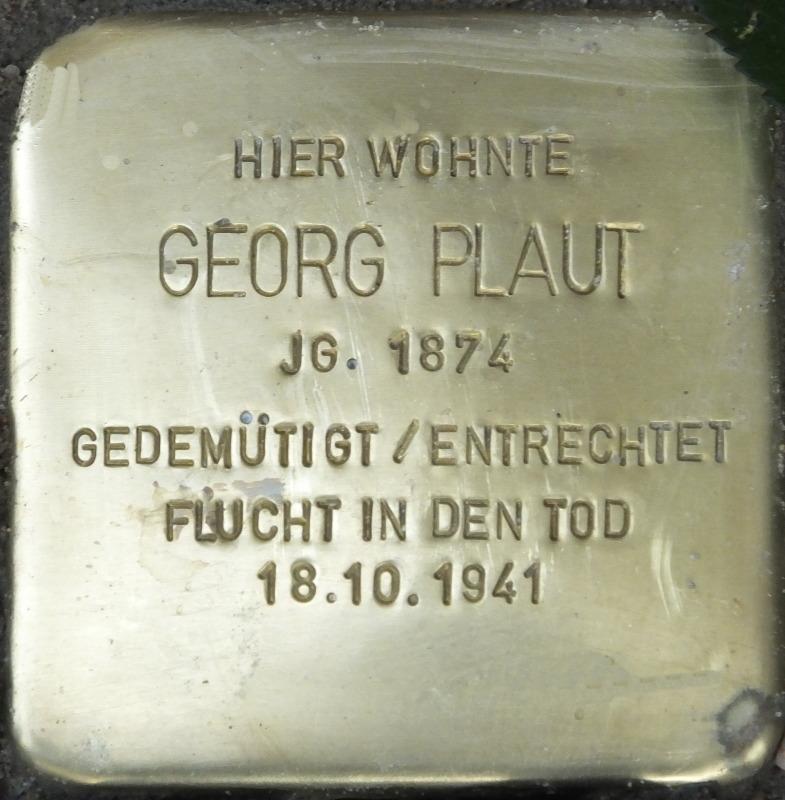 HIER WOHNTE
GEORG PLAUT
JG. 1874
GEDEMÜTIGT / ENTRECHTET
FLUCHT IN DEN TOD
18.10.1941